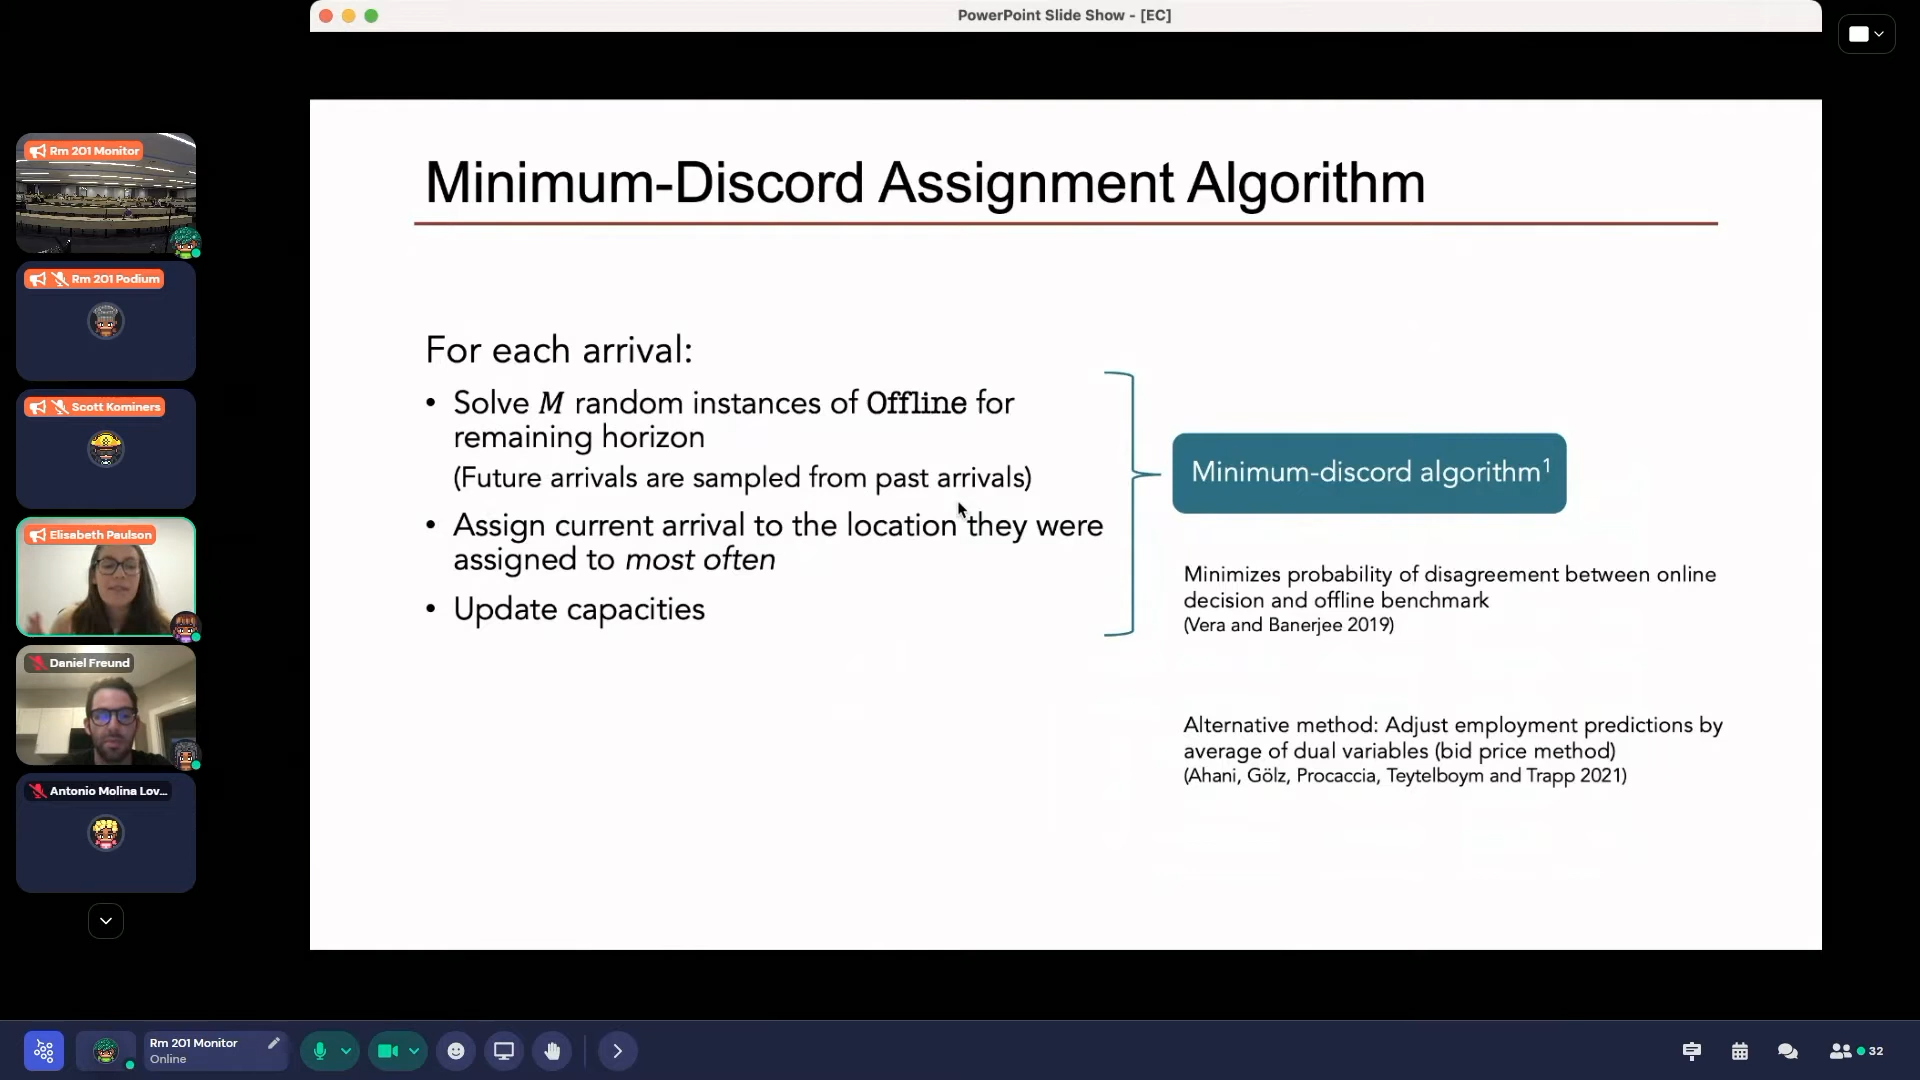 PowerPoint Slide Show - [EC]
Rm 201 Monitor
Rm 201 Podium
Scott Kominers
Elisabeth Paulson
Daniel Freund
Antonio Molina Lov...
Minimum-Discord Assignment Algorithm
For each arrival:
• Solve M random instances of Offline for
remaining horizon
(Future arrivals are sampled from past arrivals)
• Assign current arrival to the location they were
assigned to most often
• Update capacities
Minimum-discord algorithm¹
Minimizes probability of disagreement between online
decision and offline benchmark
(Vera and Banerjee 2019)
Alternative method: Adjust employment predictions by
average of dual variables (bid price method)
(Ahani, Gölz, Procaccia, Teytelboym and Trapp 2021)
Rm 201 Monitor
Online
32